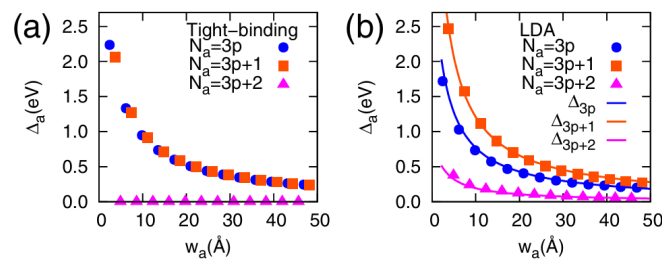 (a)
Tight-binding
Nₐ=3p
Nₐ=3p+1
Nₐ=3p+2
Δₐ(eV)
2.5
2.0
1.5
1.0
0.5
0.0
0 10 20 30 40 50
wₐ(Å)
(b)
LDA
Nₐ=3p
Nₐ=3p+1
Nₐ=3p+2
Δ₃ₚ
Δ₃ₚ₊₁
Δ₃ₚ₊₂
Δₐ(eV)
2.5
2.0
1.5
1.0
0.5
0.0
0 10 20 30 40 50
wₐ(Å)